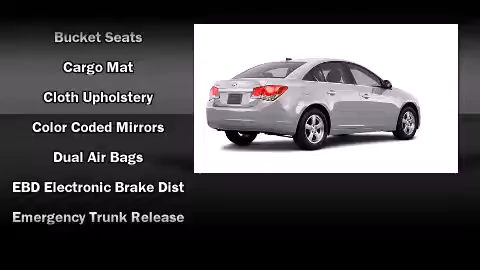 Bucket Seats
Cargo Mat
Cloth Upholstery
Color Coded Mirrors
Dual Air Bags
EBD Electronic Brake Dist
Emergency Trunk Release